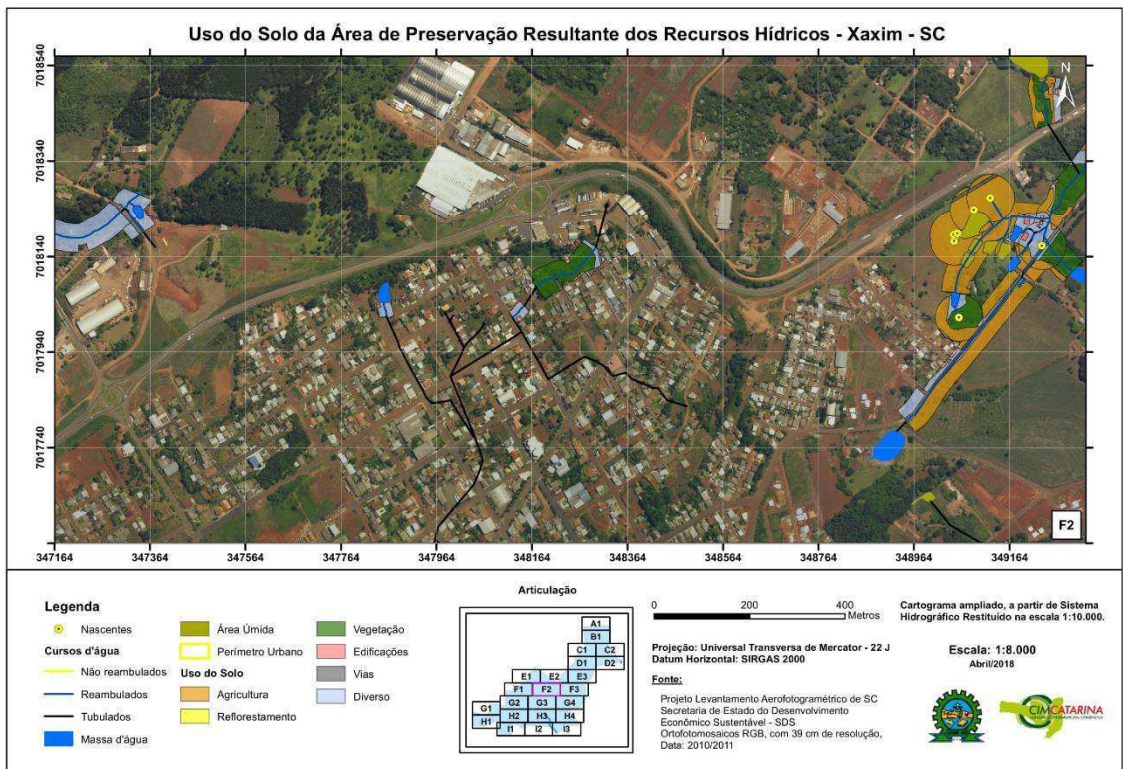 Uso do Solo da Área de Preservação Resultante dos Recursos Hídricos - Xaxim - SC
7018540
7018340
7018140
7017940
7017740
N
F2
347164
347364
347564
347764
347964
348164
348364
348564
348764
348964
349164
Legenda
Nascentes
Cursos d'água
Não reambulados
Reambulados
Tubulados
Massa d'água
Área Úmida
Perímetro Urbano
Uso do Solo
Agricultura
Reflorestamento
Vegetação
Edificações
Vias
Diverso
Articulação
A1
B1
C1 C2
D1 D2
E1 E2 E3
F1 F2 F3
G1 G2 G3 G4
H1 H2 H3 H4
I1 I2 I3
0 200 400
Metros
Projeção: Universal Transversa de Mercator - 22 J
Datum Horizontal: SIRGAS 2000
Fonte:
Projeto Levantamento Aerofotogramétrico de SC
Secretaria de Estado do Desenvolvimento
Econômico Sustentável - SDS
Ortofotomosaicos RGB, com 39 cm de resolução,
Data: 2010/2011
Cartograma ampliado, a partir de Sistema
Hidrográfico Restituído na escala 1:10.000.
Escala: 1:8.000
Abril/2018
CIMCATARINA